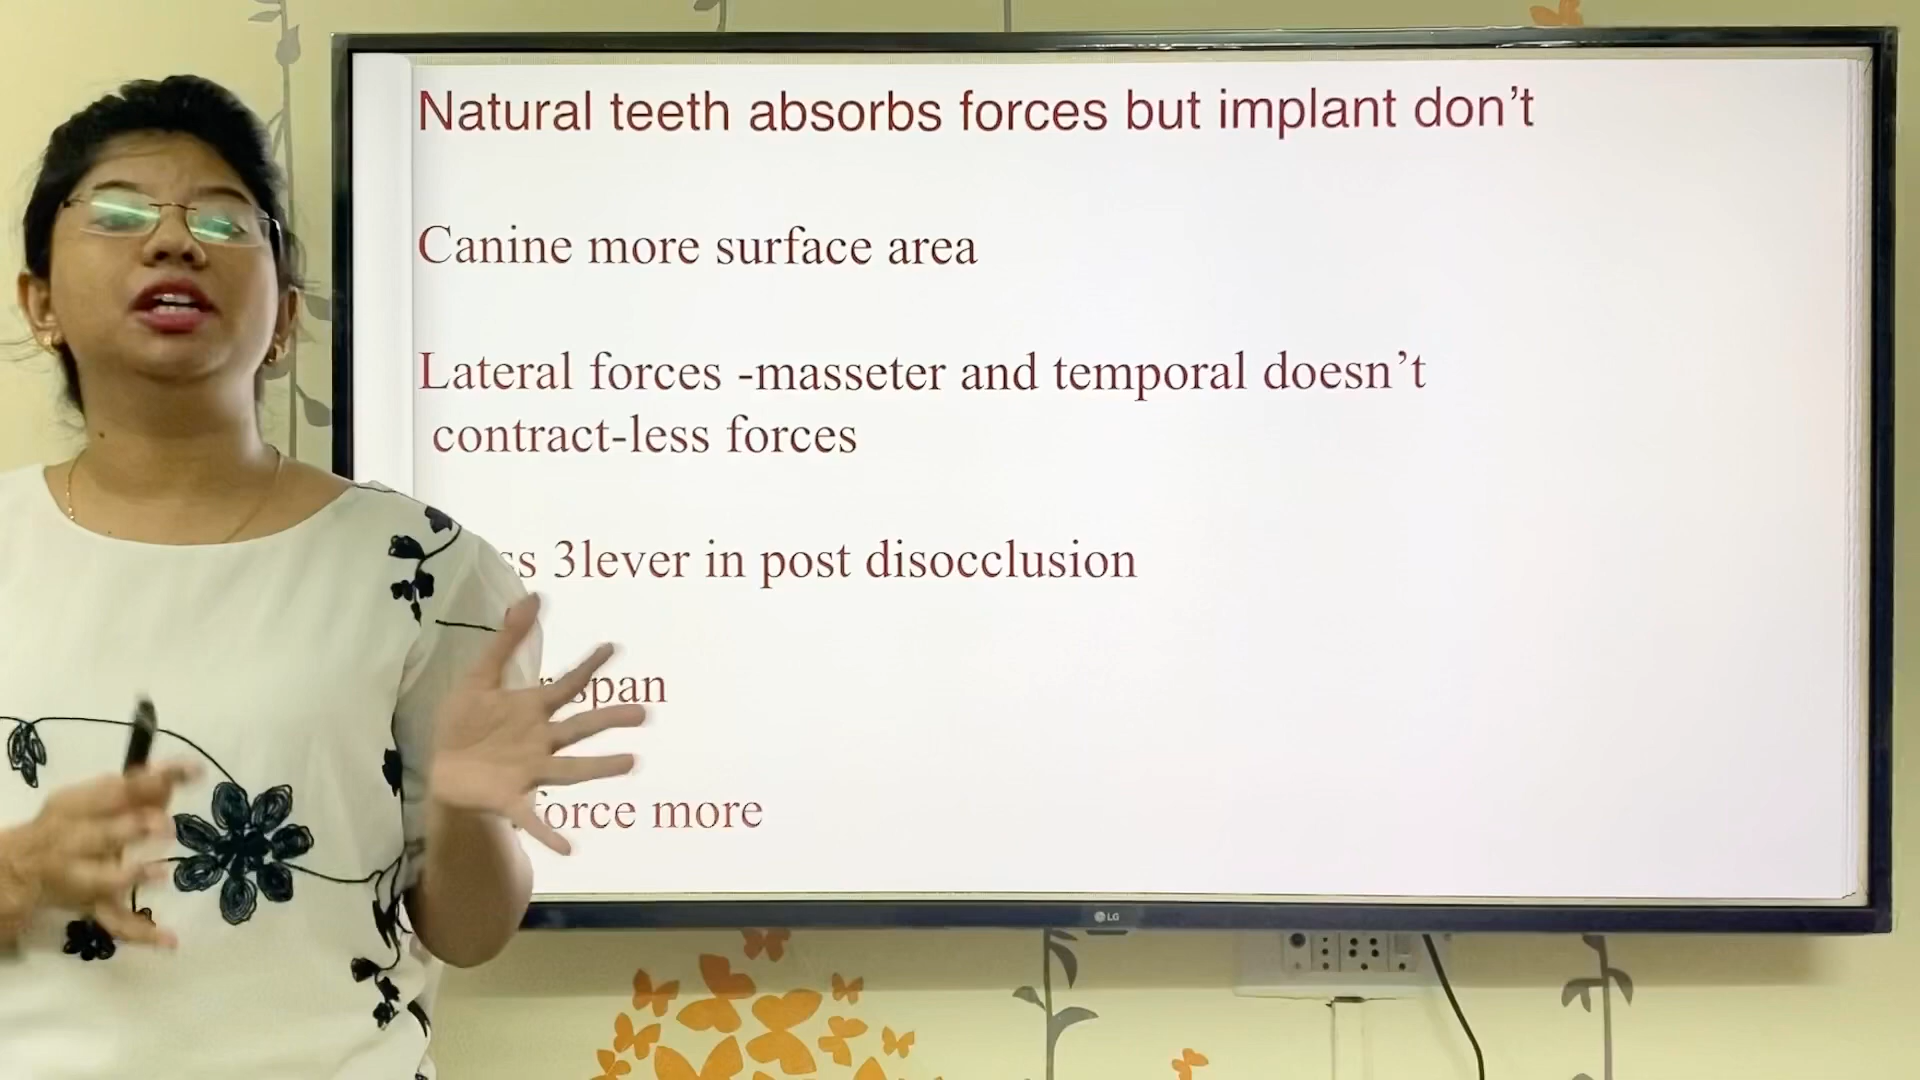 Natural teeth absorbs forces but implant don’t
Canine more surface area
Lateral forces -masseter and temporal doesn’t
contract-less forces
3lever in post disocclusion
span
force more
LG